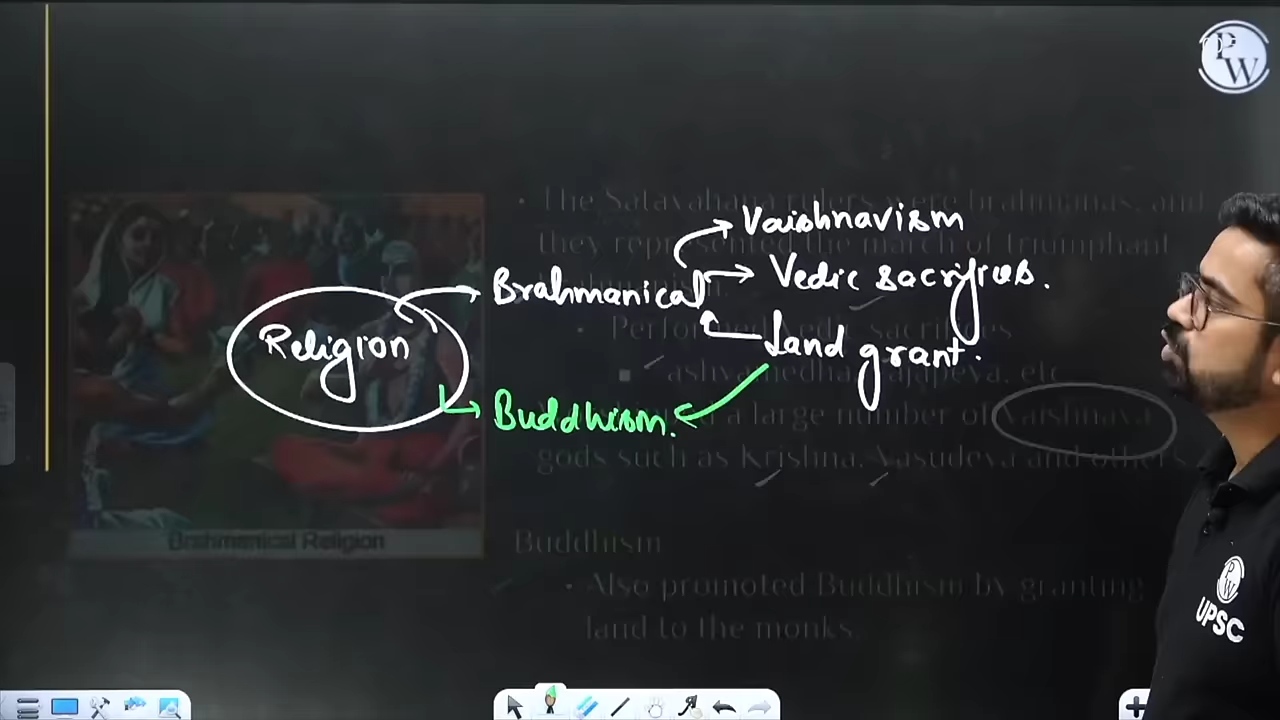 PW
• The Satavahana rulers were brahmanas, and
they represented the march of triumphant
Vaishnavism
Brahmanical
Vedic sacrifices.
Religion
Land grant.
Performed Vedic sacrifices
ashvamedha, vajapeya, etc
Buddhism.
a large number of Vaishnava
gods such as Krishna, Vasudeva and others
Brahmanical Religion
Buddhism
• Also promoted Buddhism by granting
land to the monks.
PW
UPSC